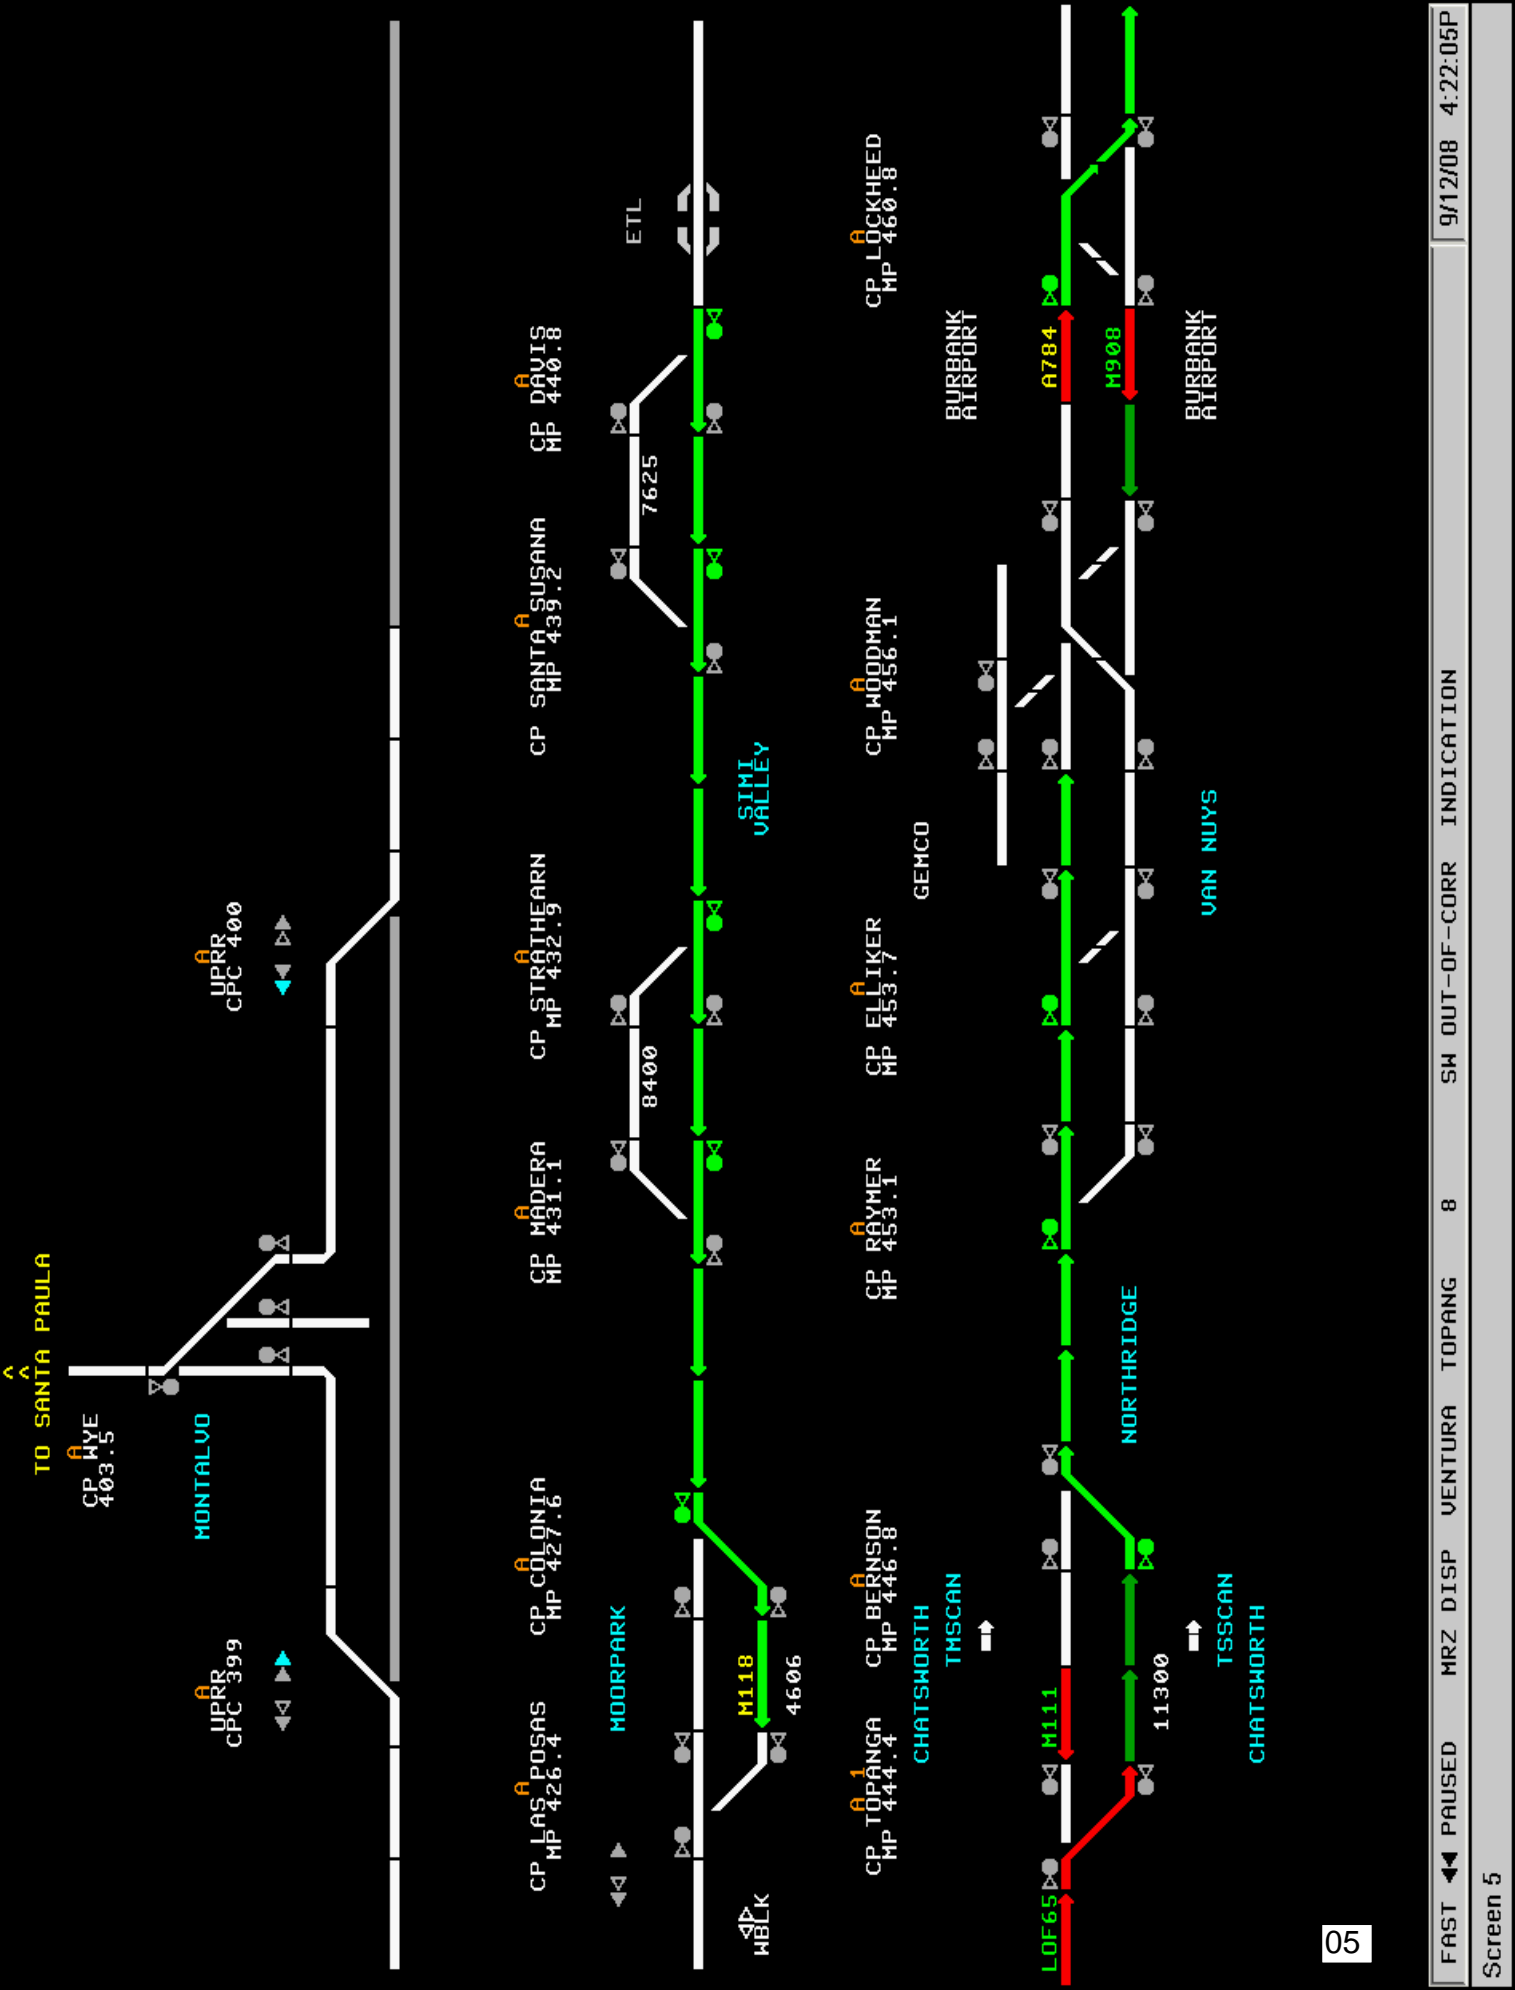 ^
^
TO SANTA PAULA
A
CP WYE
403.5
MONTALVO
A
UPRR
CPC 399
A
UPRR
CPC 400
A
CP LAS POSAS
MP 426.4
A
CP COLONIA
MP 427.6
A
CP MADERA
MP 431.1
A
CP STRATHEARN
MP 432.9
A
CP SANTA SUSANA
MP 439.2
A
CP DAVIS
MP 440.8
ETL
MOORPARK
8400
7625
M118
4606
SIMI
VALLEY
WBLK
A 1
CP TOPANGA
MP 444.4
A
CP BERNSON
MP 446.8
A
CP RAYMER
MP 453.1
A
CP ELLIKER
MP 453.7
A
CP WOODMAN
MP 456.1
A
CP LOCKHEED
MP 460.8
CHATSWORTH
TMSCAN
GEMCO
BURBANK
AIRPORT
LOF65
M111
A784
M908
NORTHRIDGE
11300
VAN NUYS
BURBANK
AIRPORT
TSSCAN
CHATSWORTH
05
FAST PAUSED MRZ DISP VENTURA TOPANG 8 SW OUT-OF-CORR INDICATION 9/12/08 4:22:05P
Screen 5